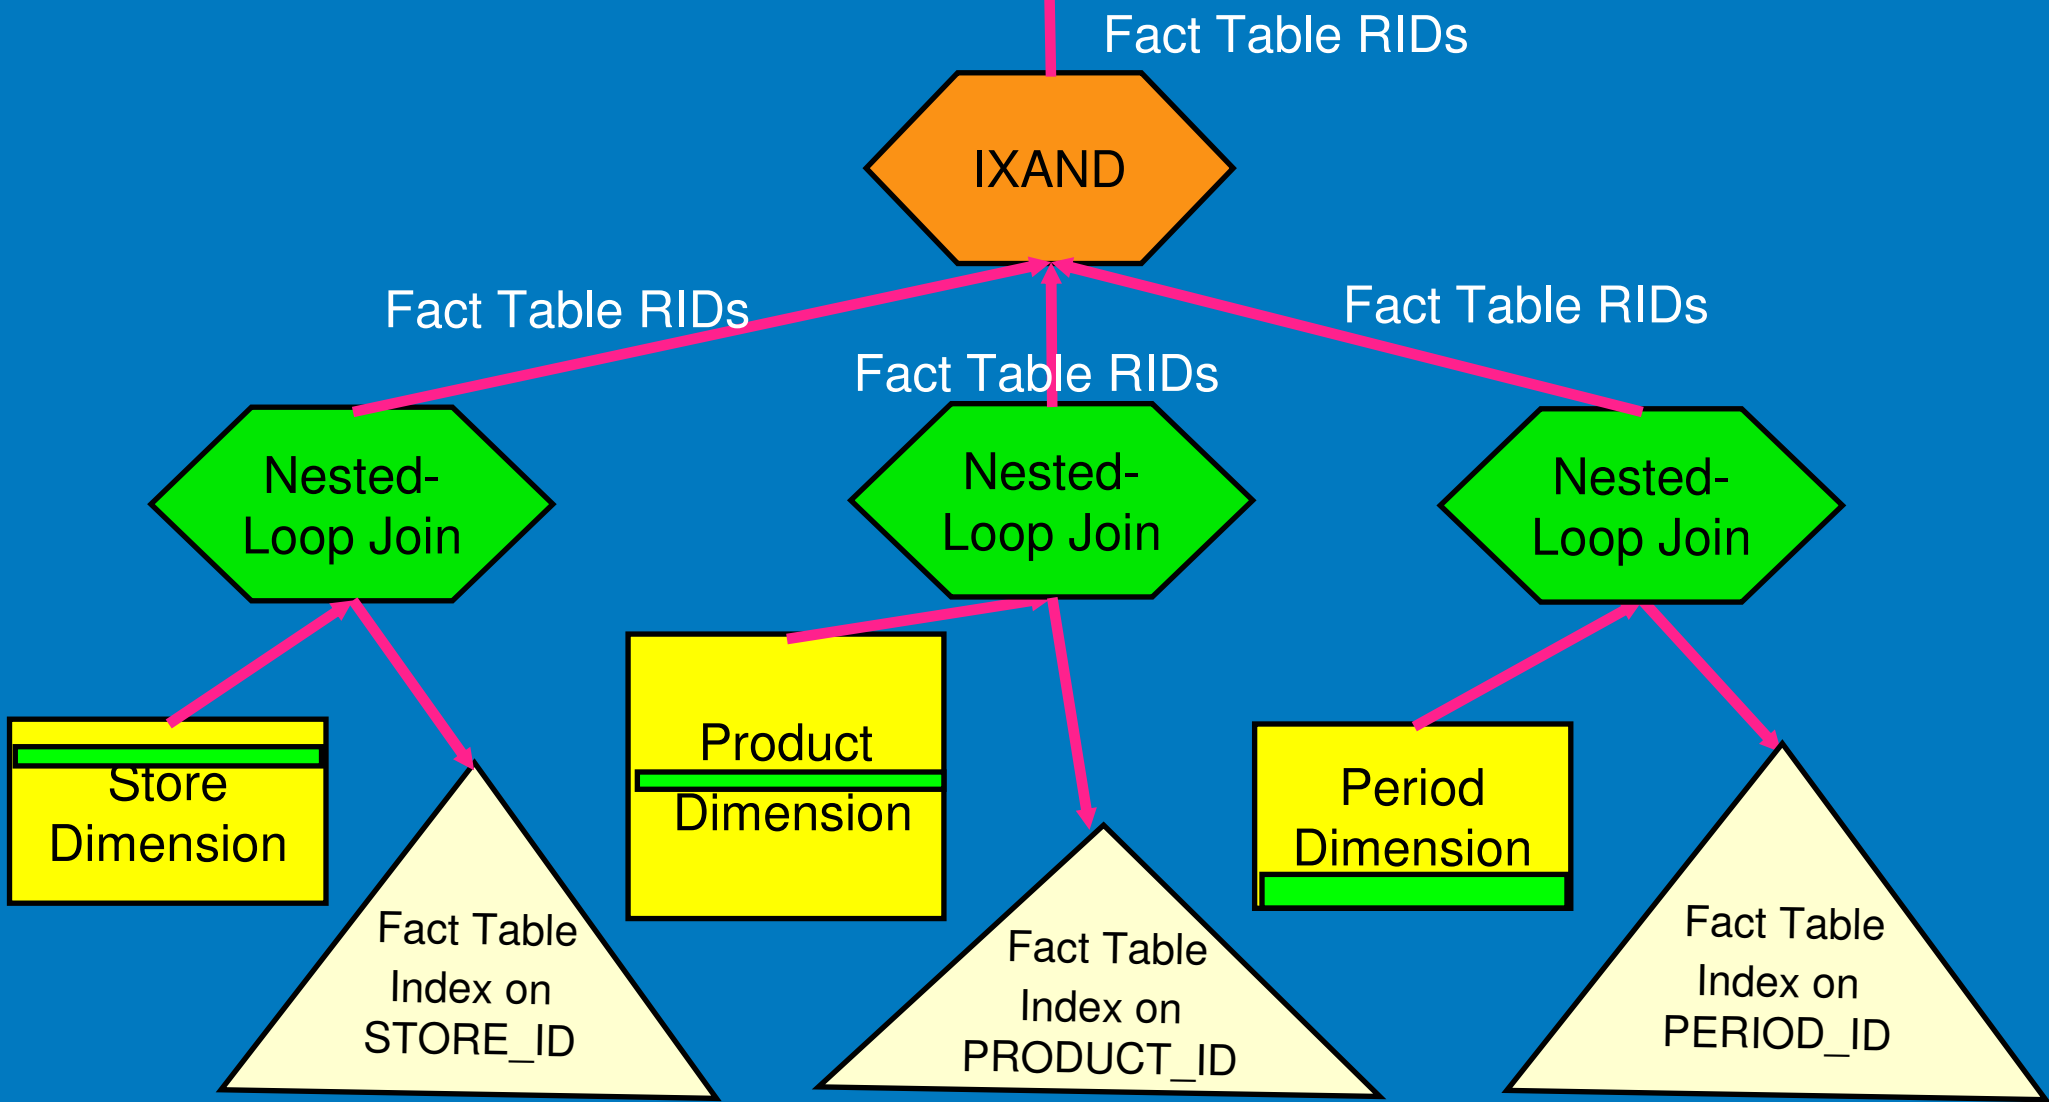 Fact Table RIDs
IXAND
Fact Table RIDs
Fact Table RIDs
Fact Table RIDs
Nested-
Loop Join
Nested-
Loop Join
Nested-
Loop Join
Store
Dimension
Product
Dimension
Period
Dimension
Fact Table
Index on
STORE_ID
Fact Table
Index on
PRODUCT_ID
Fact Table
Index on
PERIOD_ID